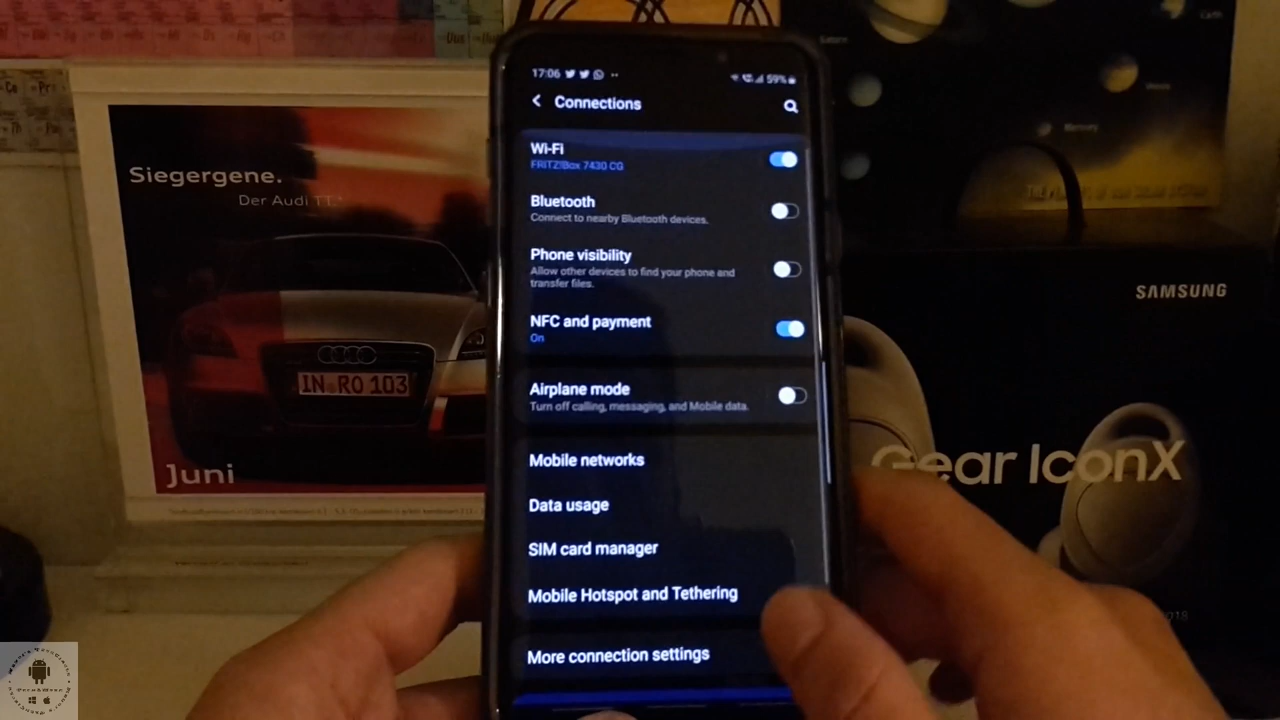 Siegergene.
Der Audi TT.
IN RO 103
Juni
17:06
59%
Connections
Wi-Fi
FRITZ!Box 7430 CG
Bluetooth
Connect to nearby Bluetooth devices.
Phone visibility
Allow other devices to find your phone and
transfer files.
NFC and payment
On
Airplane mode
Turn off calling, messaging, and Mobile data.
Mobile networks
Data usage
SIM card manager
Mobile Hotspot and Tethering
More connection settings
Earth
Venus
Mercury
SAMSUNG
Gear IconX